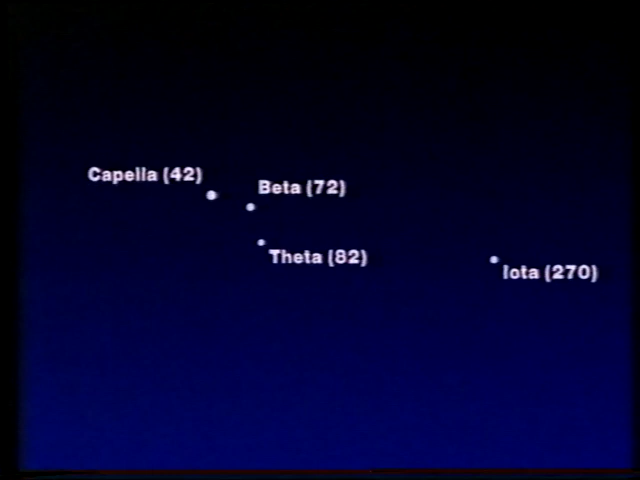 Capella (42)
Beta (72)
Theta (82)
Iota (270)